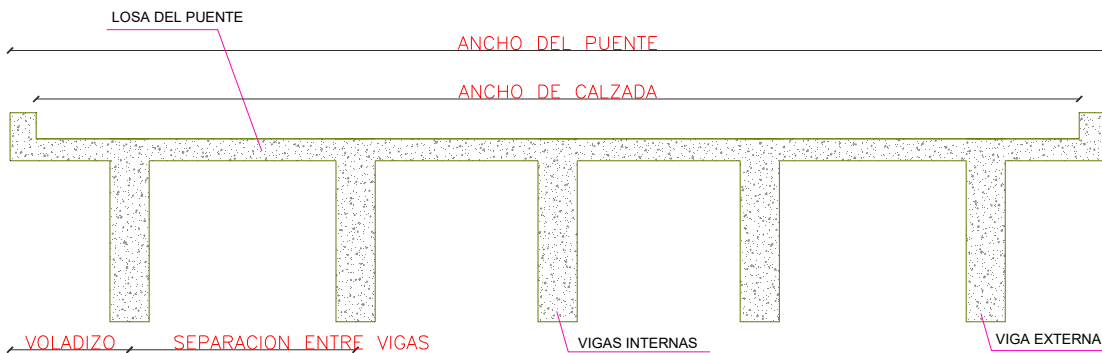 LOSA DEL PUENTE
ANCHO DEL PUENTE
ANCHO DE CALZADA
VOLADIZO
SEPARACION ENTRE VIGAS
VIGAS INTERNAS
VIGA EXTERNA